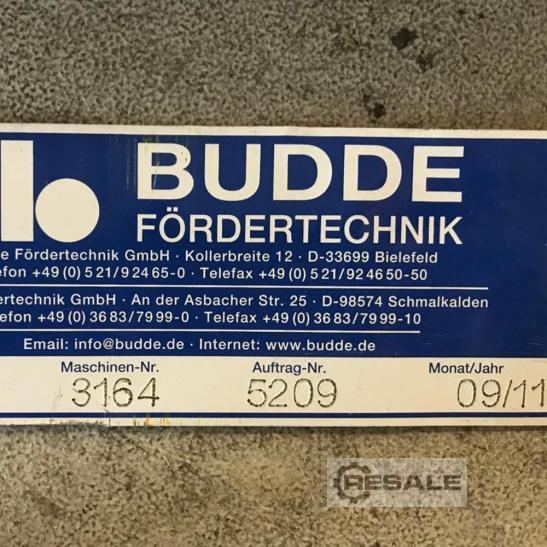 b BUDDE
FÖRDERTECHNIK
e Fördertechnik GmbH · Kollerbreite 12 · D-33699 Bielefeld
efon +49 (0) 5 21/9 24 65-0 · Telefax +49 (0) 5 21/92 46 50-50
ertechnik GmbH · An der Asbacher Str. 25 · D-98574 Schmalkalden
efon +49 (0) 36 83/79 99-0 · Telefax +49 (0) 36 83/79 99-10
Email: info@budde.de · Internet: www.budde.de
Maschinen-Nr. Auftrag-Nr. Monat/Jahr
3164 5209 09/11
RESALE